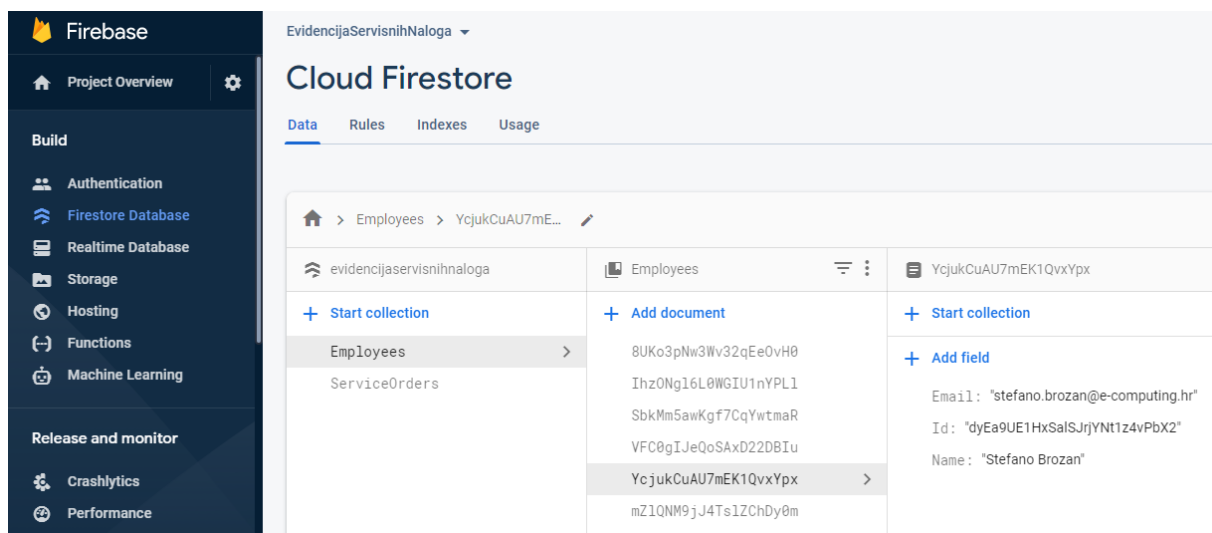 Firebase
Project Overview
Build
Authentication
Firestore Database
Realtime Database
Storage
Hosting
Functions
Machine Learning
Release and monitor
Crashlytics
Performance
EvidencijaServisnihNaloga
Cloud Firestore
Data Rules Indexes Usage
> Employees > YcjukCuAU7mE...
evidencijaservisnihnaloga
+ Start collection
Employees >
ServiceOrders
Employees
+ Add document
8UKo3pNw3Wv32qEeOvH0
IhzONgl6L0WGIU1nYPLl
SbkMm5awKgf7CqYwtmaR
VFC0gIJeQoSAxD22DBIu
YcjukCuAU7mEK1QvxYpx >
mZlQNM9jJ4TslZChDy0m
YcjukCuAU7mEK1QvxYpx
+ Start collection
+ Add field
Email: "stefano.brozan@e-computing.hr"
Id: "dyEa9UE1HxSalSJrjYNt1z4vPbX2"
Name: "Stefano Brozan"